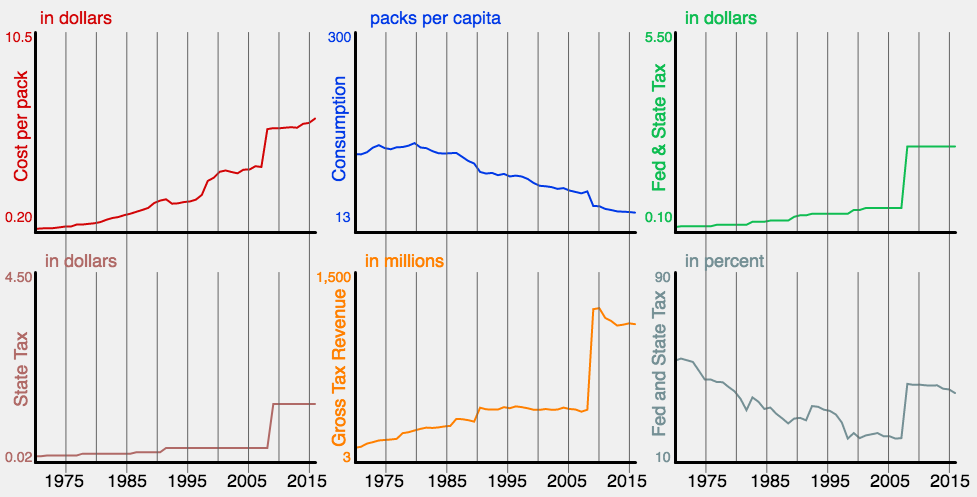 in dollars
10.5
Cost per pack
0.20
packs per capita
300
Consumption
13
in dollars
5.50
Fed & State Tax
0.10
in dollars
4.50
State Tax
0.02
in millions
1,500
Gross Tax Revenue
3
in percent
90
Fed and State Tax
10
1975 1985 1995 2005 2015
1975 1985 1995 2005 2015
1975 1985 1995 2005 2015